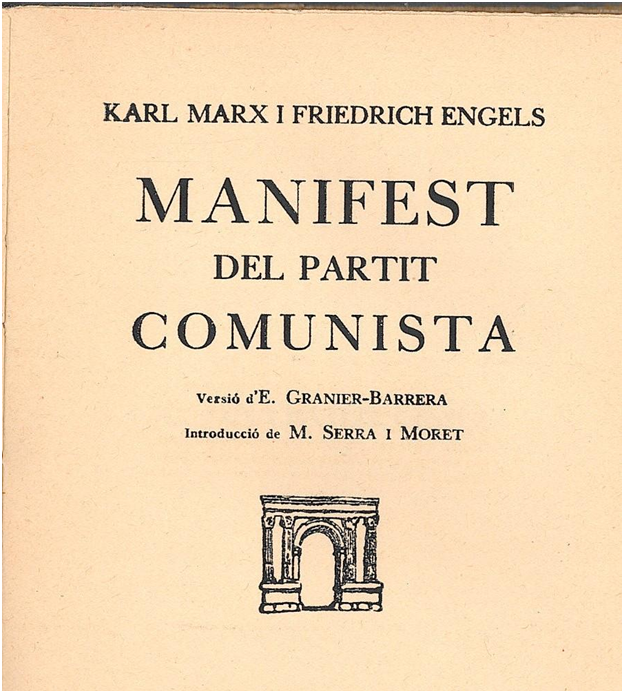 KARL MARX I FRIEDRICH ENGELS
MANIFEST
DEL PARTIT
COMUNISTA
Versió d'E. GRANIER-BARRERA
Introducció de M. SERRA I MORET